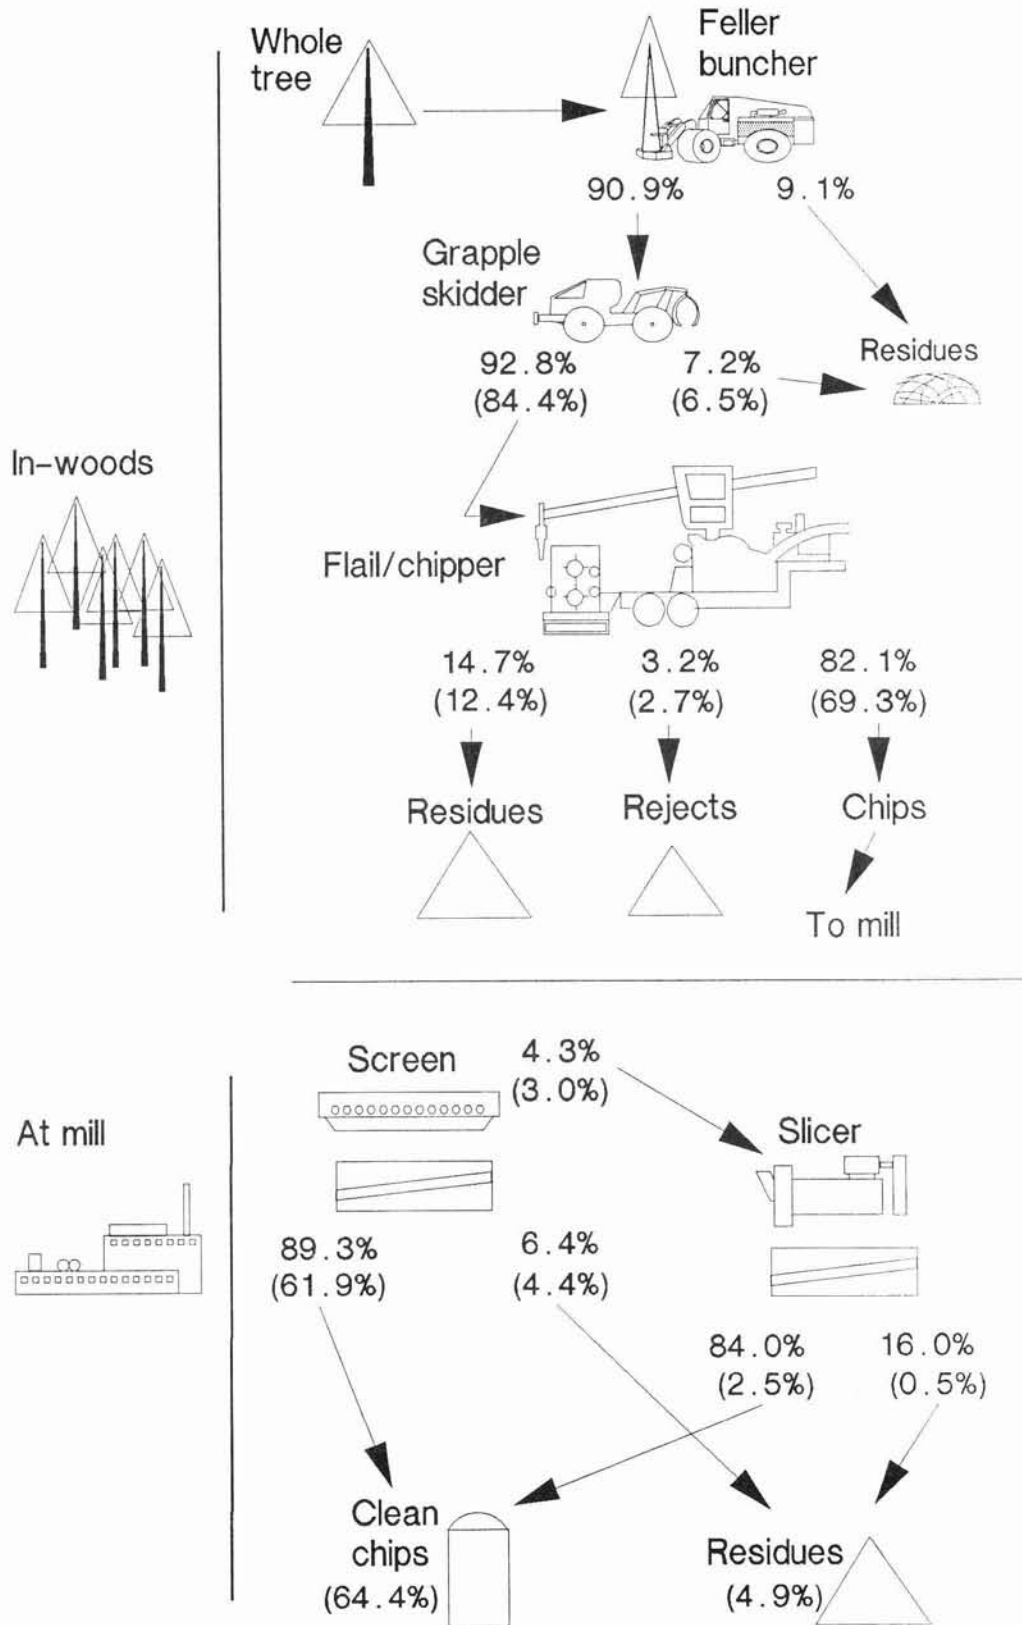 Whole
tree
Feller
buncher
90.9%
9.1%
Grapple
skidder
92.8%
(84.4%)
7.2%
(6.5%)
Residues
In-woods
Flail/chipper
14.7%
(12.4%)
3.2%
(2.7%)
82.1%
(69.3%)
Residues
Rejects
Chips
To mill
At mill
Screen
4.3%
(3.0%)
Slicer
89.3%
(61.9%)
6.4%
(4.4%)
84.0%
(2.5%)
16.0%
(0.5%)
Clean
chips
(64.4%)
Residues
(4.9%)